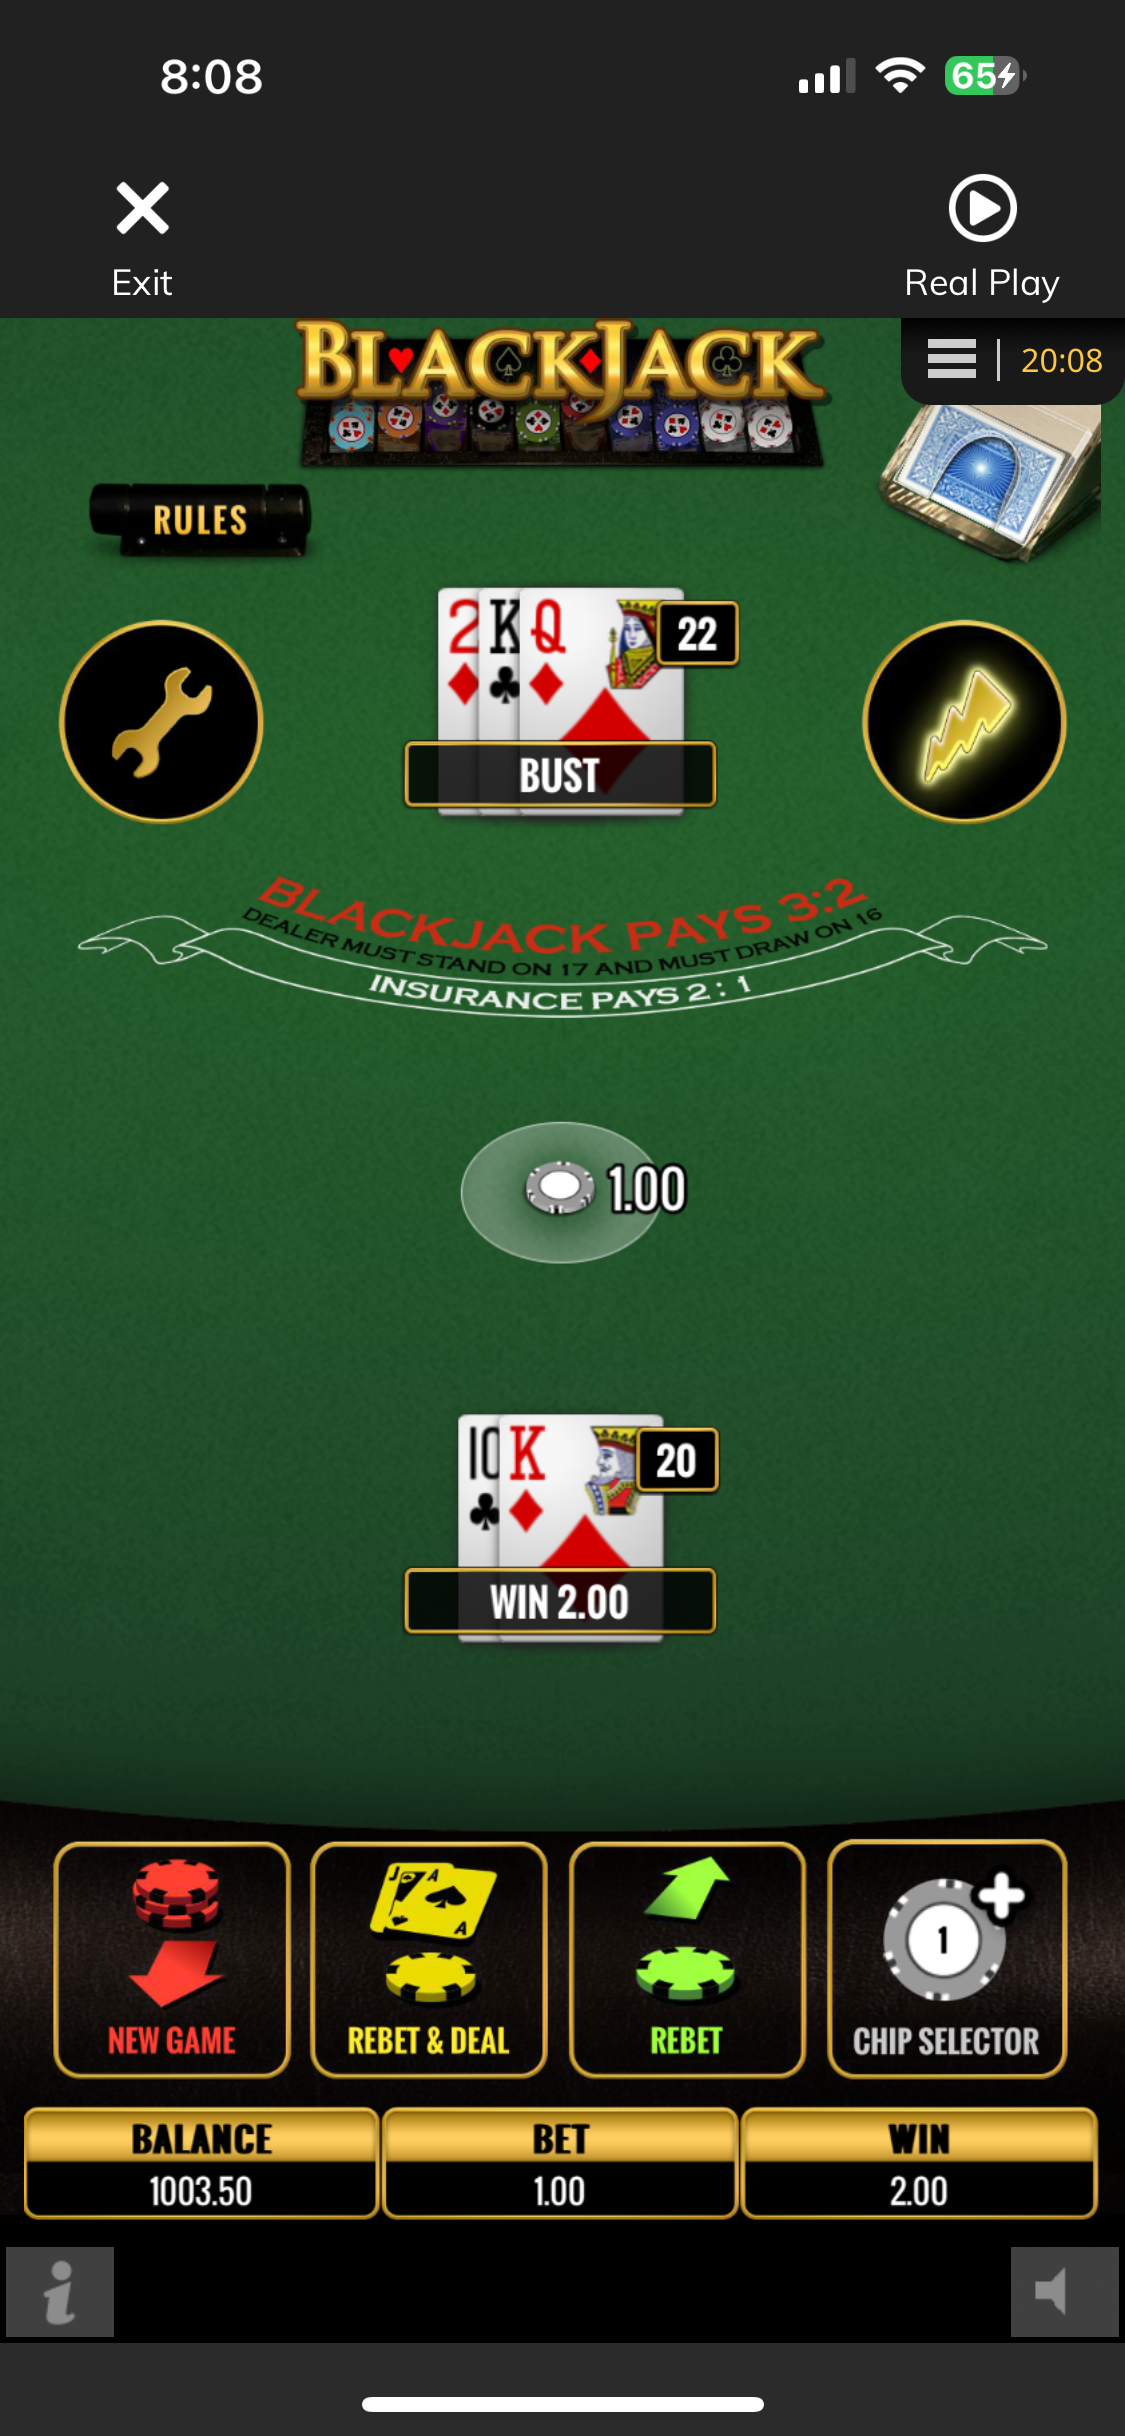 8:08
65
Exit
Real Play
BLACKJACK
20:08
RULES
2 K Q
22
BUST
BLACKJACK PAYS 3:2
DEALER MUST STAND ON 17 AND MUST DRAW ON 16
INSURANCE PAYS 2 : 1
1.00
10 K
20
WIN 2.00
J A
A
1
NEW GAME
REBET & DEAL
REBET
CHIP SELECTOR
BALANCE
BET
WIN
1003.50
1.00
2.00
i